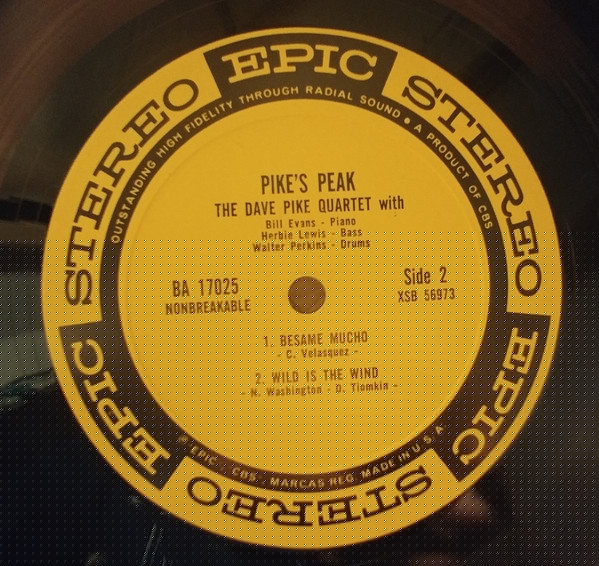 EPIC
STEREO
STEREO
EPIC
EPIC
STEREO
OUTSTANDING HIGH FIDELITY THROUGH RADIAL SOUND ● A PRODUCT OF CBS
PIKE'S PEAK
THE DAVE PIKE QUARTET with
Bill Evans - Piano
Herbie Lewis - Bass
Walter Perkins - Drums
BA 17025
NONBREAKABLE
Side 2
XSB 56973
1. BESAME MUCHO
- C. Velasquez -
2. WILD IS THE WIND
- N. Washington - D. Tiomkin -
® "EPIC", "CBS", MARCAS REG. MADE IN U.S.A.